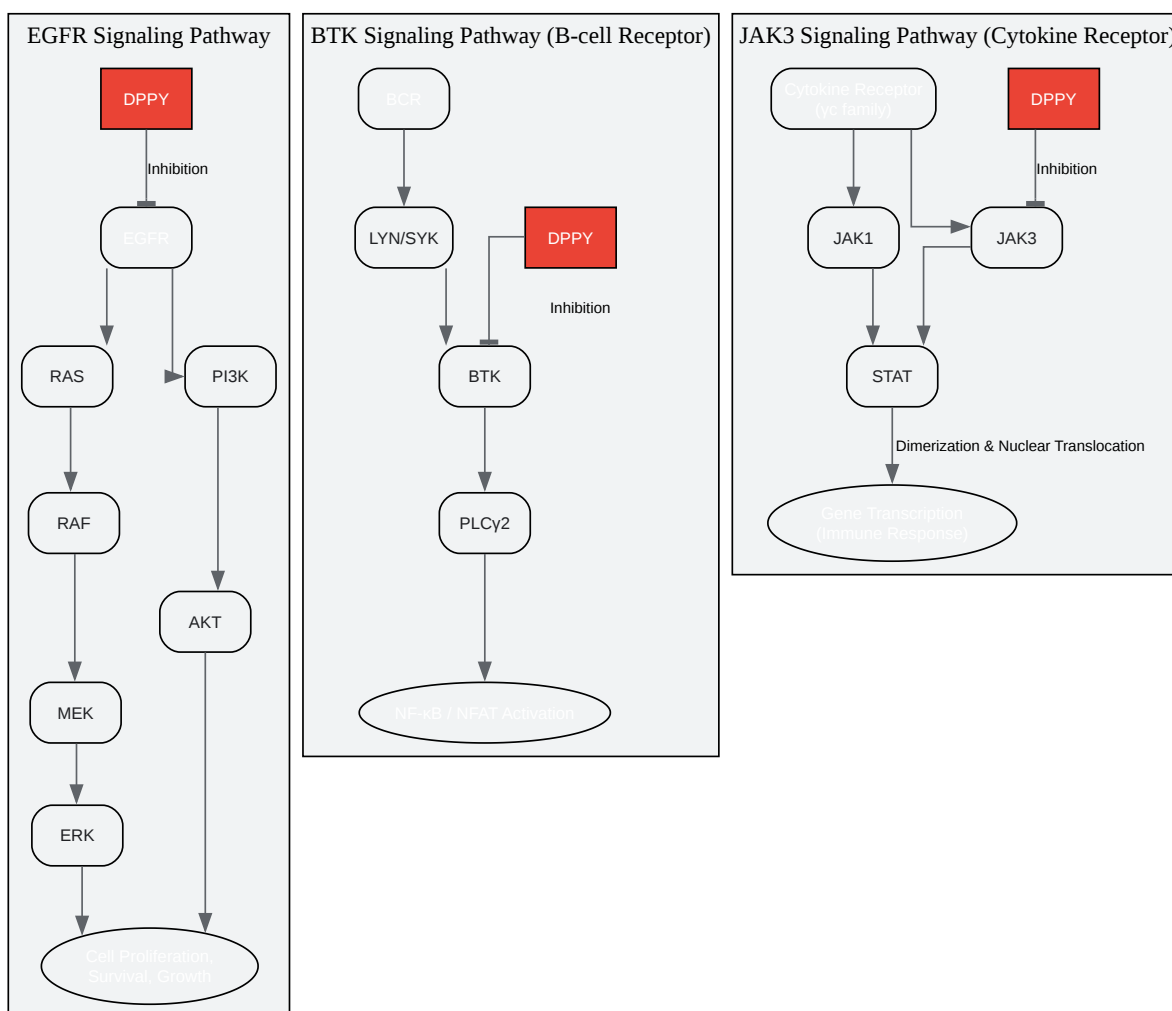 EGFR Signaling Pathway
DPPY
Inhibition
EGFR
RAS
PI3K
RAF
AKT
MEK
ERK
Cell Proliferation,
Survival, Growth
BTK Signaling Pathway (B-cell Receptor)
BCR
LYN/SYK
DPPY
Inhibition
BTK
PLCγ2
NF-κB / NFAT Activation
JAK3 Signaling Pathway (Cytokine Receptor)
Cytokine Receptor
(γc family)
DPPY
Inhibition
JAK1
JAK3
STAT
Dimerization & Nuclear Translocation
Gene Transcription
(Immune Response)